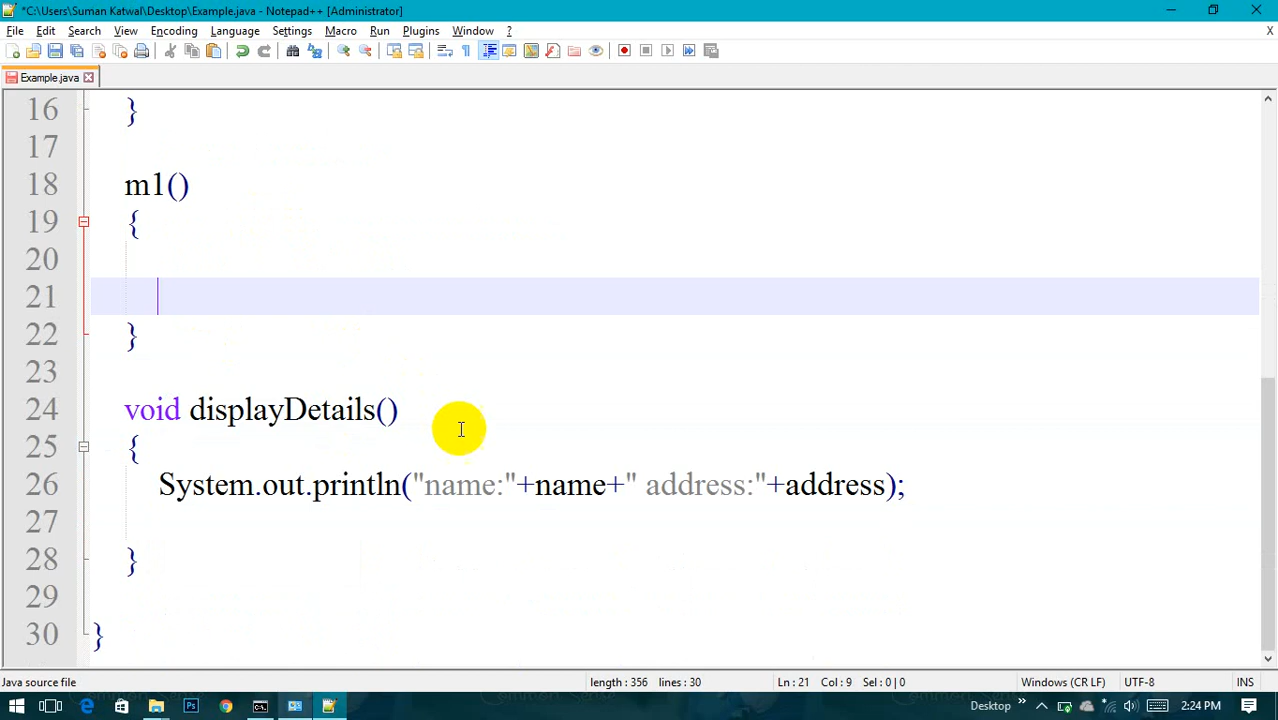 *C:\Users\Suman Katwal\Desktop\Example.java - Notepad++ [Administrator]
File Edit Search View Encoding Language Settings Macro Run Plugins Window ? X
Example.java
16 }
17
18 m1()
19 {
20
21
22 }
23
24 void displayDetails()
25 {
26 System.out.println("name:"+name+" address:"+address);
27
28 }
29
30 }
Java source file length : 356 lines : 30 Ln : 21 Col : 9 Sel : 0 | 0 Windows (CR LF) UTF-8 INS
Desktop 2:24 PM